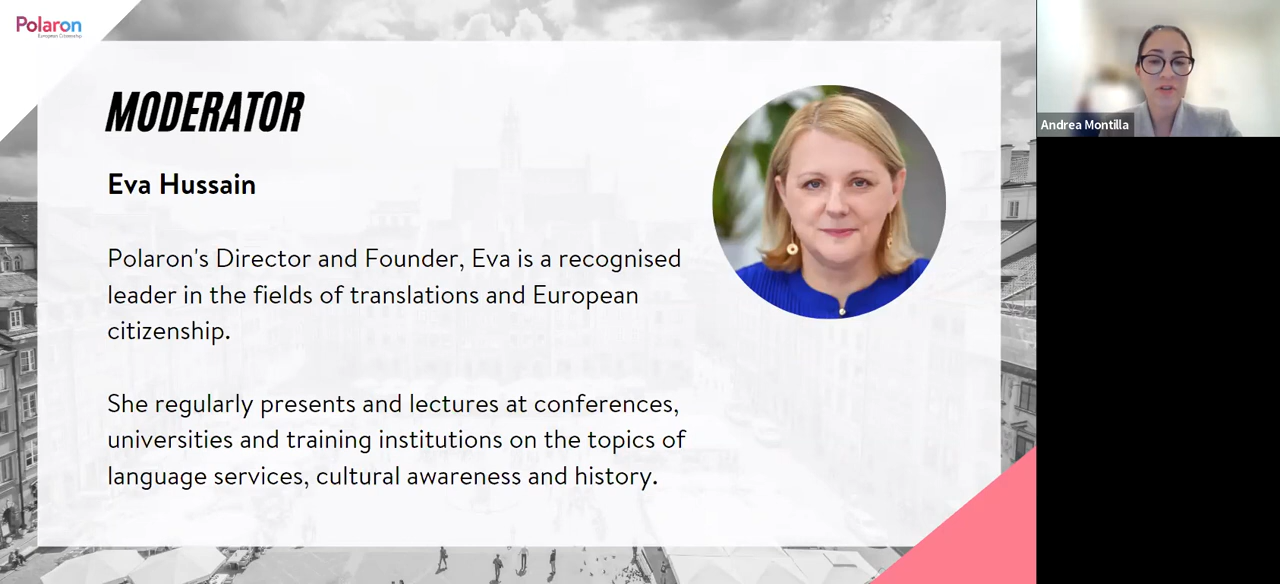 Polaron
European Citizenship
MODERATOR
Eva Hussain
Polaron's Director and Founder, Eva is a recognised
leader in the fields of translations and European
citizenship.
She regularly presents and lectures at conferences,
universities and training institutions on the topics of
language services, cultural awareness and history.
Andrea Montilla